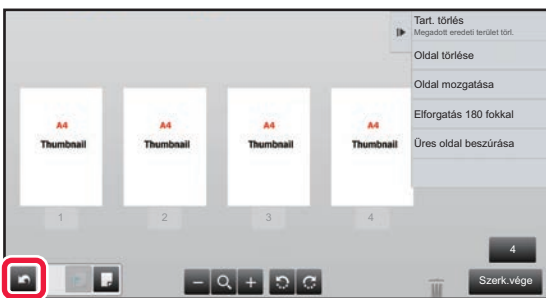 Tart. törlés
Megadott eredeti terület törl.
Oldal törlése
Oldal mozgatása
Elforgatás 180 fokkal
Üres oldal beszúrása
A4 A4 A4 A4
Thumbnail Thumbnail Thumbnail Thumbnail
1 2 3 4
4
Szerk.vége